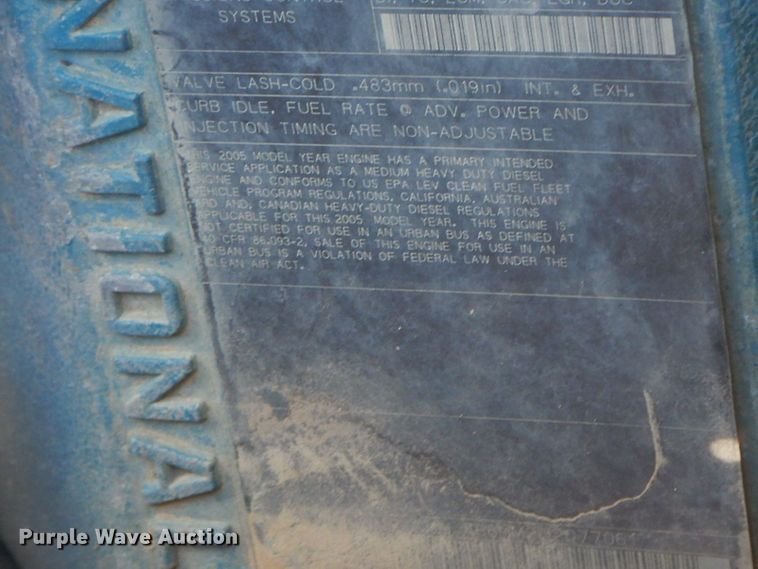 SYSTEMS
VALVE LASH-COLD .483mm (.019in) INT. & EXH.
CURB IDLE, FUEL RATE @ ADV. POWER AND
INJECTION TIMING ARE NON-ADJUSTABLE
THIS 2005 MODEL YEAR ENGINE HAS A PRIMARY INTENDED
SERVICE APPLICATION AS A MEDIUM HEAVY DUTY DIESEL
ENGINE AND CONFORMS TO US EPA LEV CLEAN FUEL FLEET
VEHICLE PROGRAM REGULATIONS, CALIFORNIA, AUSTRALIAN
AND, CANADIAN HEAVY-DUTY DIESEL REGULATIONS
APPLICABLE FOR THIS 2005 MODEL YEAR. THIS ENGINE IS
NOT CERTIFIED FOR USE IN AN URBAN BUS AS DEFINED AT
40 CFR 86.093-2, SALE OF THIS ENGINE FOR USE IN AN
URBAN BUS IS A VIOLATION OF FEDERAL LAW UNDER THE
CLEAN AIR ACT.
NATIONAL
Purple Wave Auction